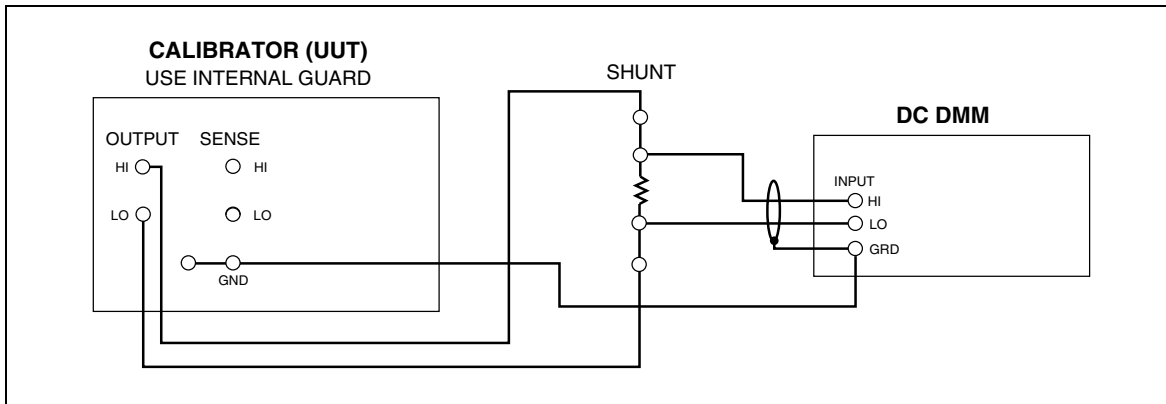 CALIBRATOR (UUT)
USE INTERNAL GUARD
SHUNT
DC DMM
OUTPUT SENSE
HI HI
LO LO
GND
INPUT
HI
LO
GRD